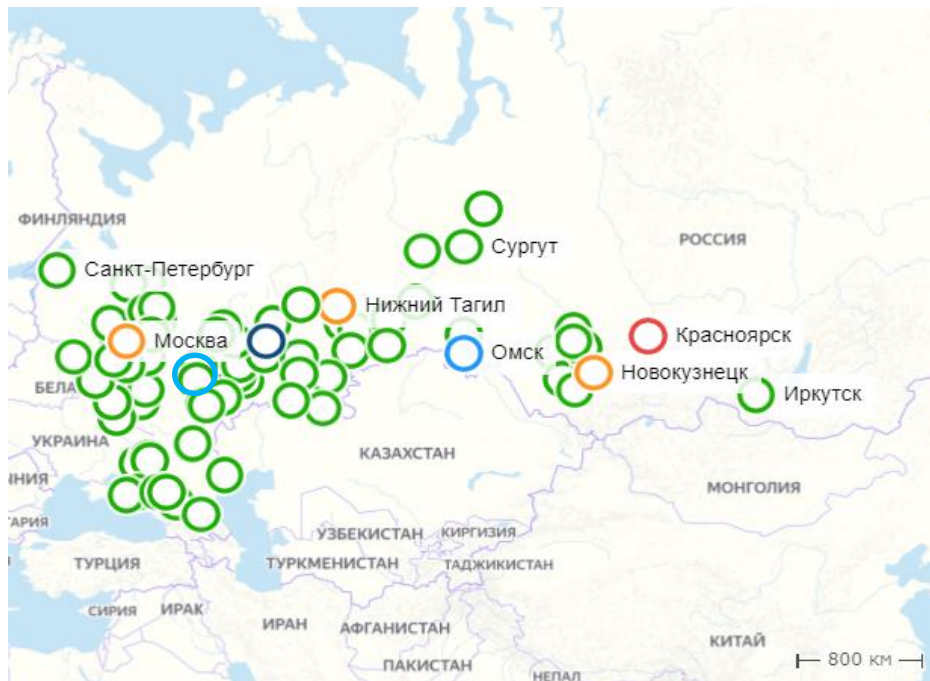 ФИНЛЯНДИЯ
Сургут
РОССИЯ
Санкт-Петербург
Нижний Тагил
Москва
Красноярск
Омск
Новокузнецк
БЕЛА
Иркутск
УКРАИНА
КАЗАХСТАН
ЧНИЯ
МОНГОЛИЯ
ГАРИЯ
УЗБЕКИСТАН
КИРГИЗИЯ
ТУРЦИЯ
ТУРКМЕНИСТАН
ТАДЖИКИСТАН
СИРИЯ
ИРАК
ИРАН
АФГАНИСТАН
КИТАЙ
ПАКИСТАН
800 км
НЕПАЛ